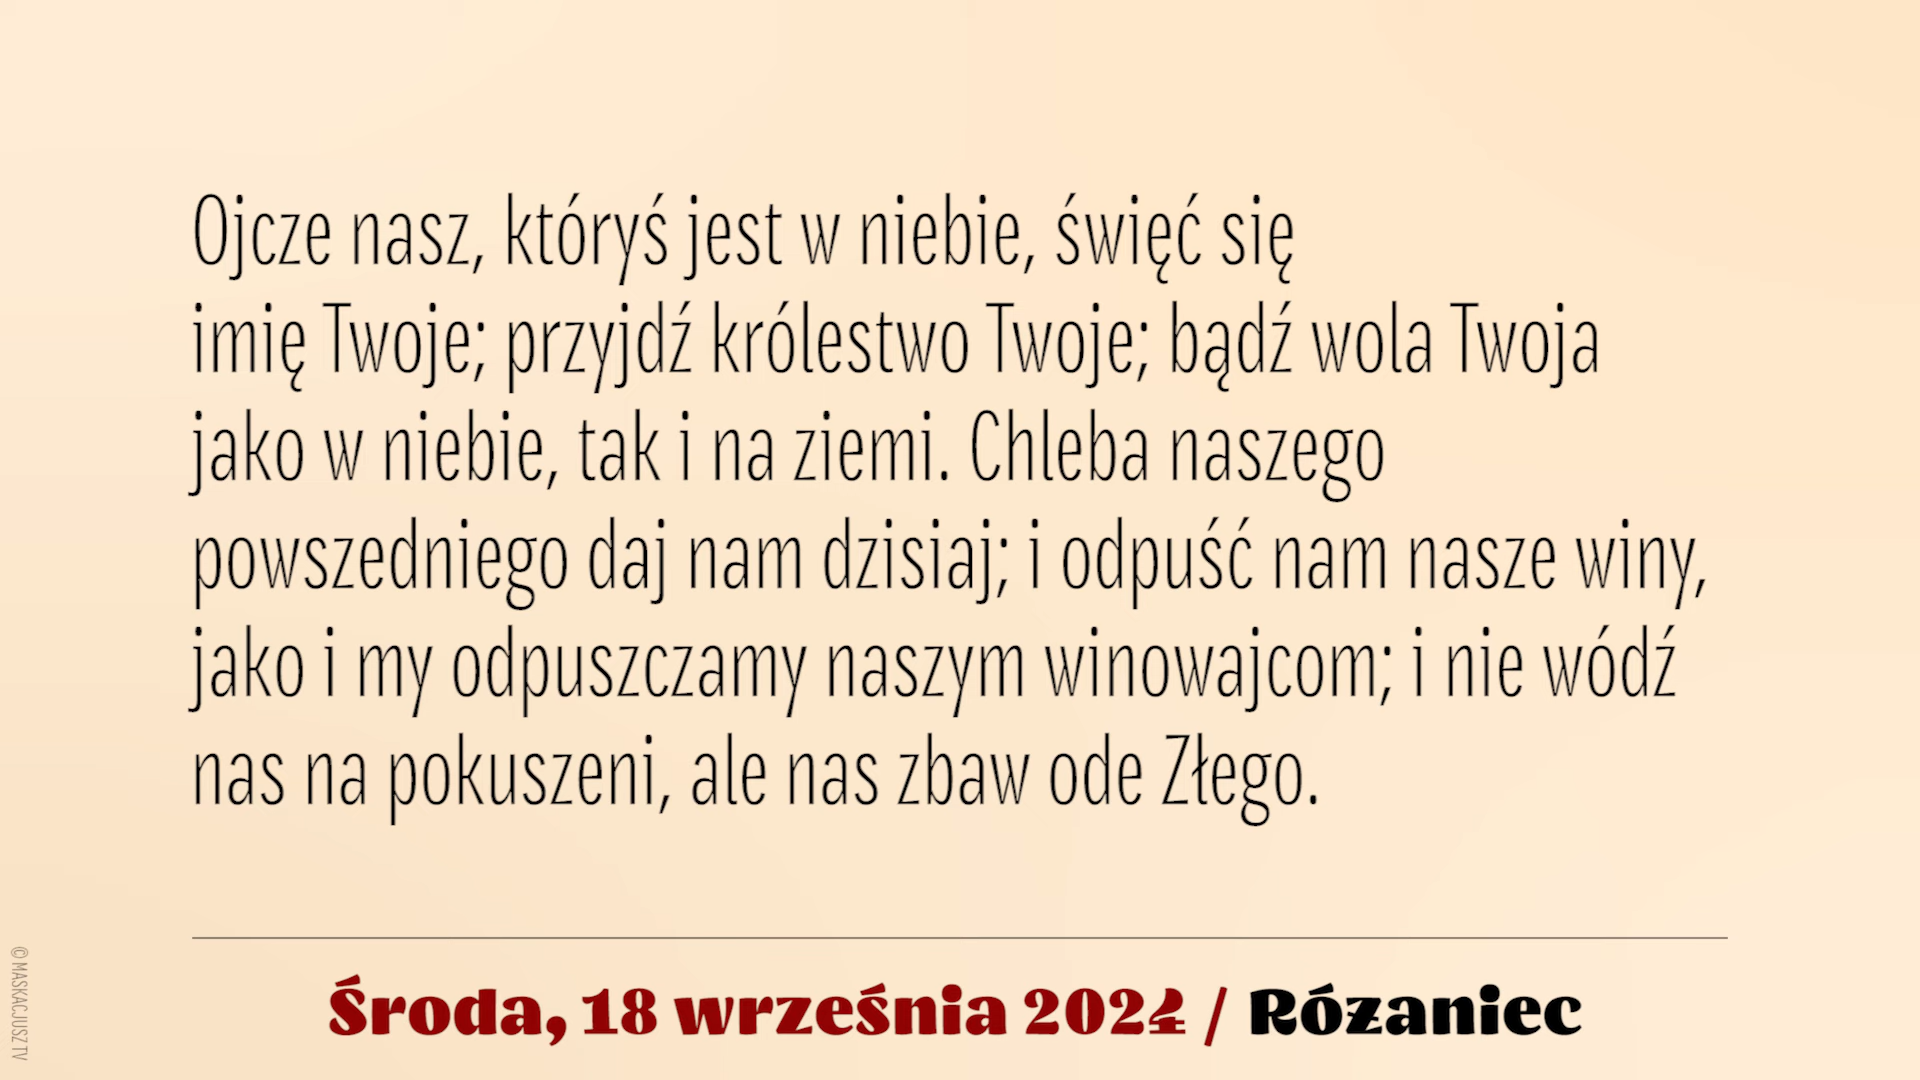 Ojcze nasz, któryś jest w niebie, święć się
imię Twoje; przyjdź królestwo Twoje; bądź wola Twoja
jako w niebie, tak i na ziemi. Chleba naszego
powszedniego daj nam dzisiaj; i odpuść nam nasze winy,
jako i my odpuszczamy naszym winowajcom; i nie wódź
nas na pokuszeni, ale nas zbaw ode Złego.
Środa, 18 września 2024 / Różaniec
© MASKACJUSZ TV